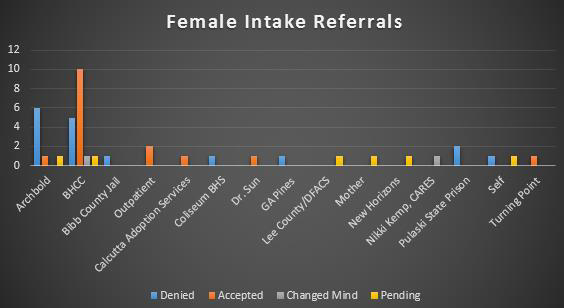 Female Intake Referrals
12
10
8
6
4
2
0
Archbold
BHCC
Bibb County Jail
Outpatient
Calcutta Adoption Services
Coliseum BHS
Dr. Sun
GA Pines
Lee County/DFACS
Mother
New Horizons
Nikki Kemp, CARES
Pulaski State Prison
Self
Turning Point
Denied Accepted Changed Mind Pending